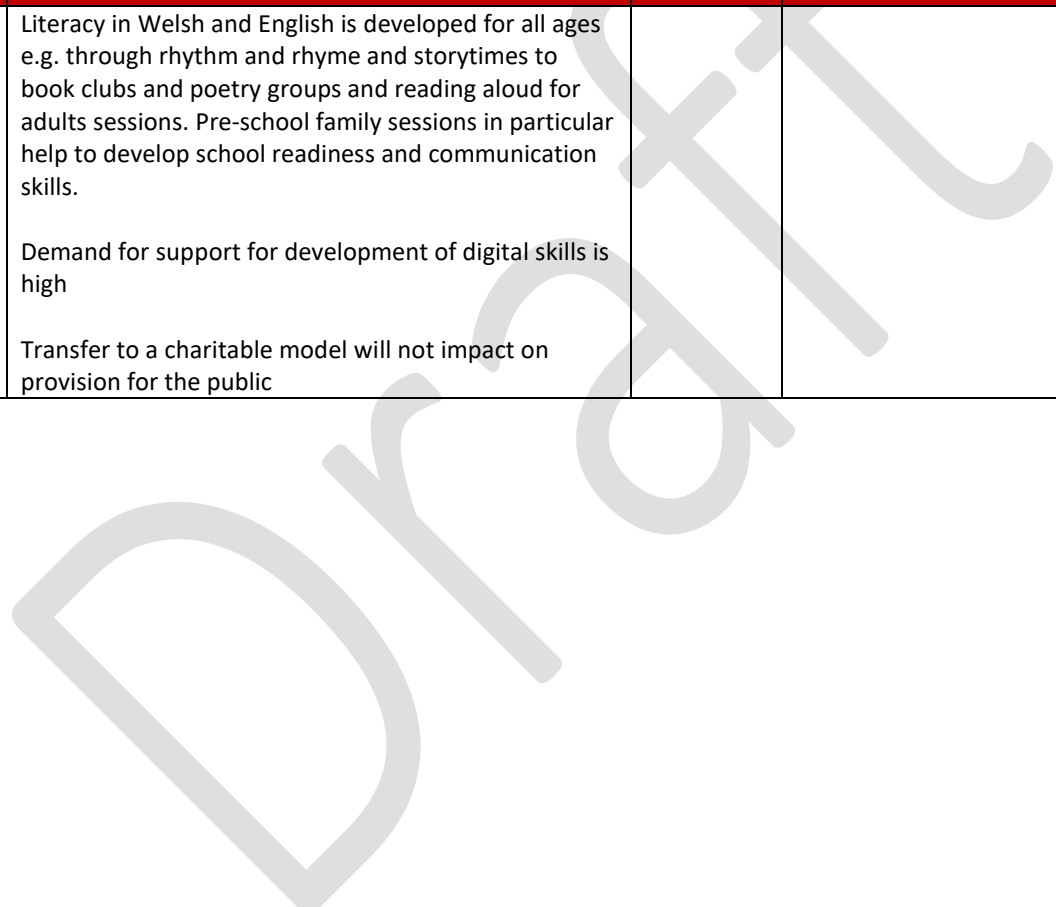 Literacy in Welsh and English is developed for all ages
e.g. through rhythm and rhyme and storytimes to
book clubs and poetry groups and reading aloud for
adults sessions. Pre-school family sessions in particular
help to develop school readiness and communication
skills.
Demand for support for development of digital skills is
high
Transfer to a charitable model will not impact on
provision for the public
Draft